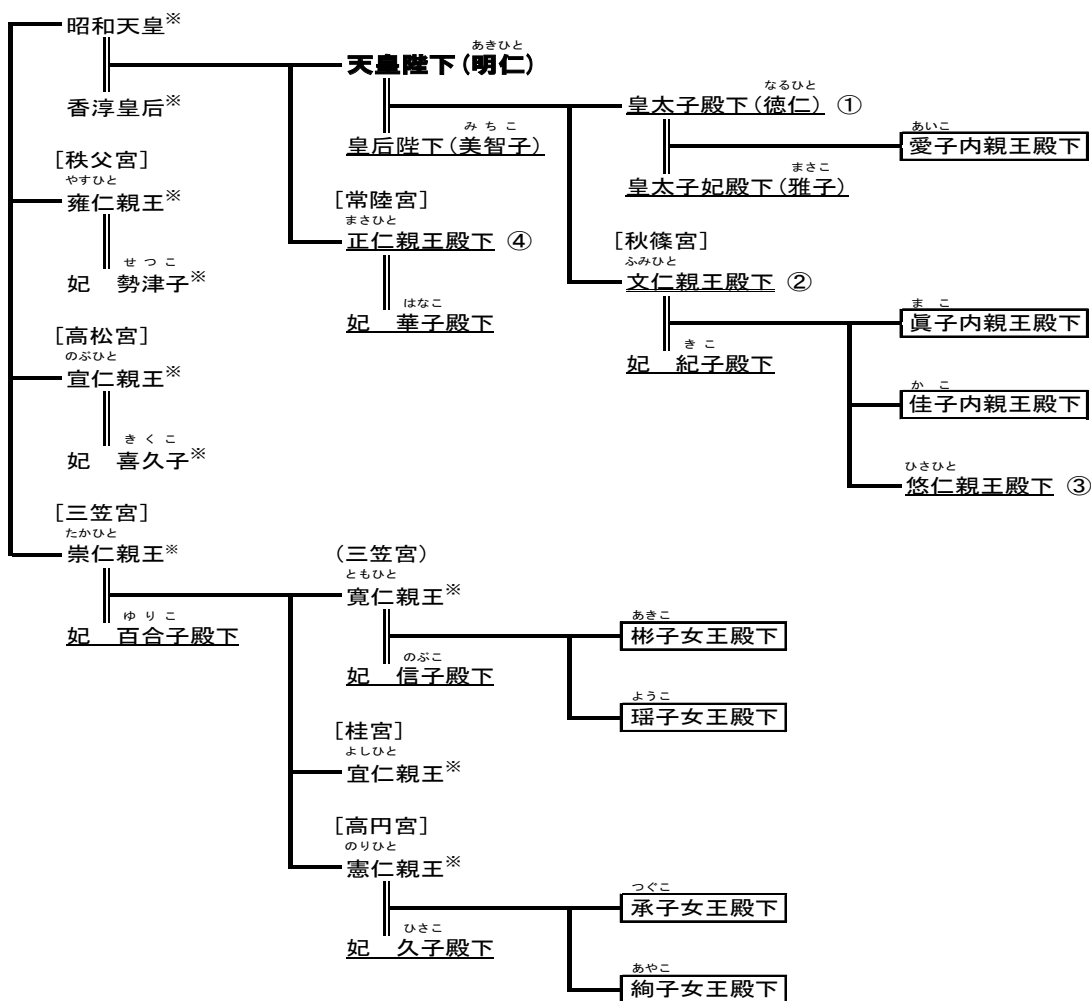 昭和天皇※
香淳皇后※
[秩父宮]
やすひと
雍仁親王※
せつこ
妃 勢津子※
[高松宮]
のぶひと
宣仁親王※
きくこ
妃 喜久子※
[三笠宮]
たかひと
崇仁親王※
ゆりこ
妃 百合子殿下
あきひと
天皇陛下(明仁)
みちこ
皇后陛下(美智子)
[常陸宮]
まさひと
正仁親王殿下 ④
はなこ
妃 華子殿下
(三笠宮)
ともひと
寛仁親王※
のぶこ
妃 信子殿下
[桂宮]
よしひと
宜仁親王※
[高円宮]
のりひと
憲仁親王※
ひさこ
妃 久子殿下
なるひと
皇太子殿下(徳仁) ①
まさこ
皇太子妃殿下(雅子)
[秋篠宮]
ふみひと
文仁親王殿下 ②
きこ
妃 紀子殿下
あきこ
彬子女王殿下
ようこ
瑶子女王殿下
つぐこ
承子女王殿下
あやこ
絢子女王殿下
あいこ
愛子内親王殿下
まこ
眞子内親王殿下
かこ
佳子内親王殿下
ひさひと
悠仁親王殿下 ③